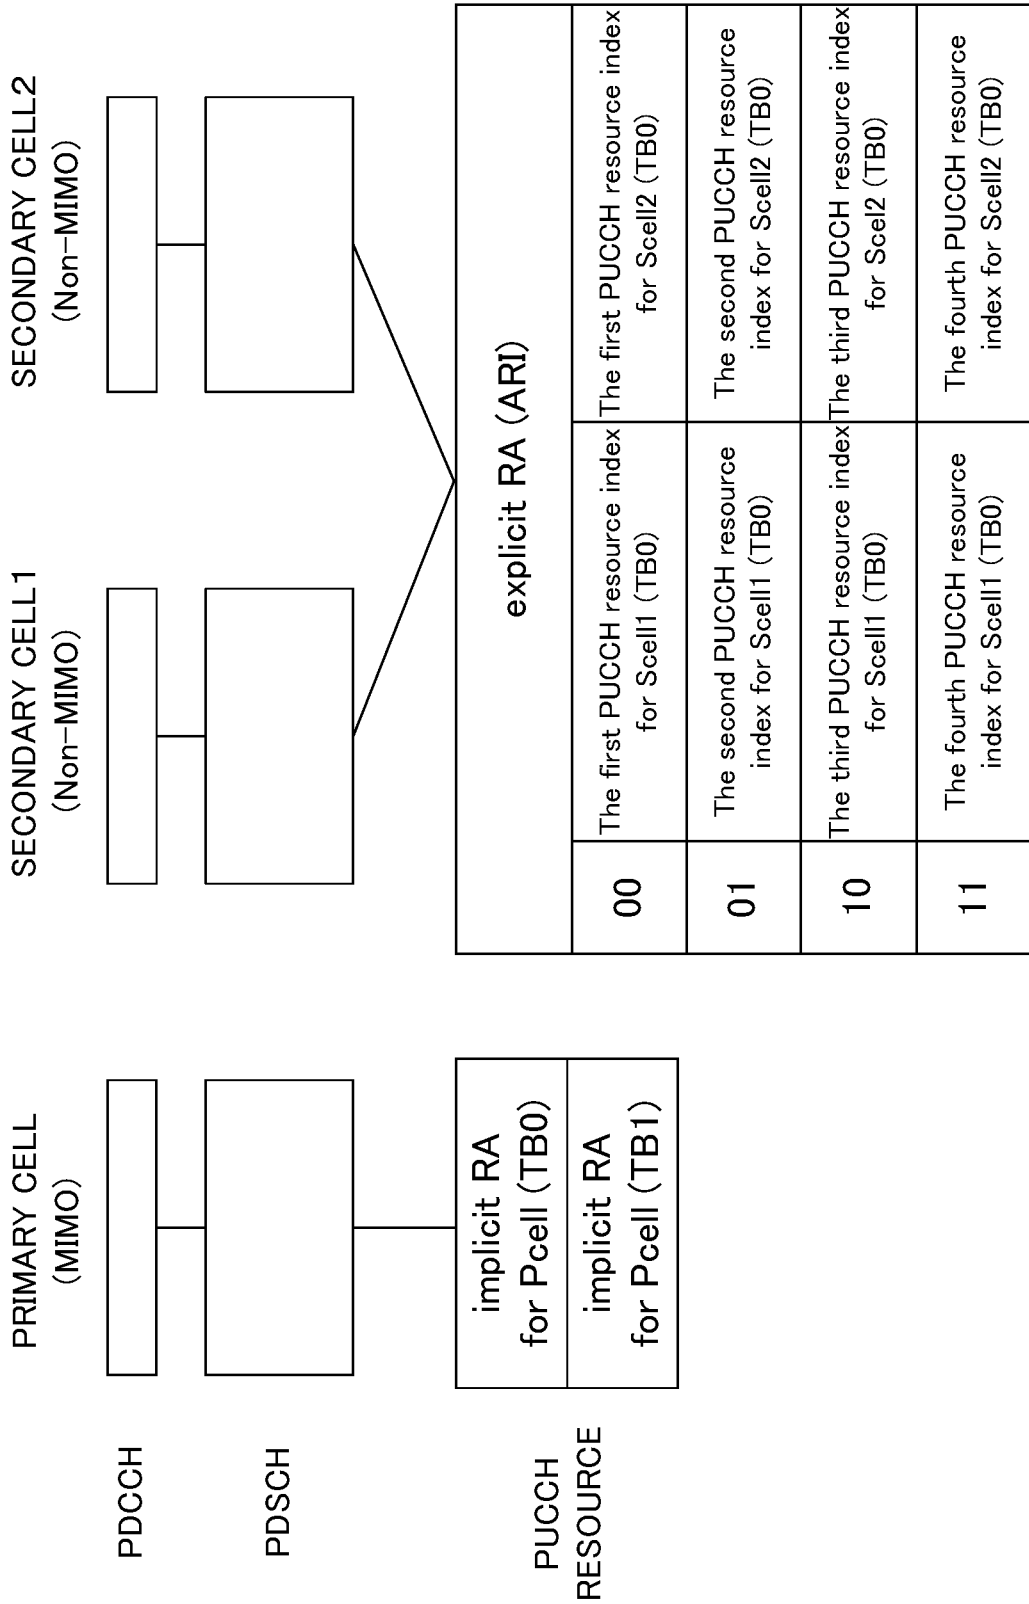 PRIMARY CELL
(MIMO)
SECONDARY CELL1
(Non-MIMO)
SECONDARY CELL2
(Non-MIMO)
PDCCH
PDSCH
PUCCH
RESOURCE
implicit RA
for Pcell (TB0)
implicit RA
for Pcell (TB1)
explicit RA (ARI)
00
The first PUCCH resource index
for Scell1 (TB0)
The first PUCCH resource index
for Scell2 (TB0)
01
The second PUCCH resource
index for Scell1 (TB0)
The second PUCCH resource
index for Scell2 (TB0)
10
The third PUCCH resource index
for Scell1 (TB0)
The third PUCCH resource index
for Scel2 (TB0)
11
The fourth PUCCH resource
index for Scell1 (TB0)
The fourth PUCCH resource
index for Scell2 (TB0)